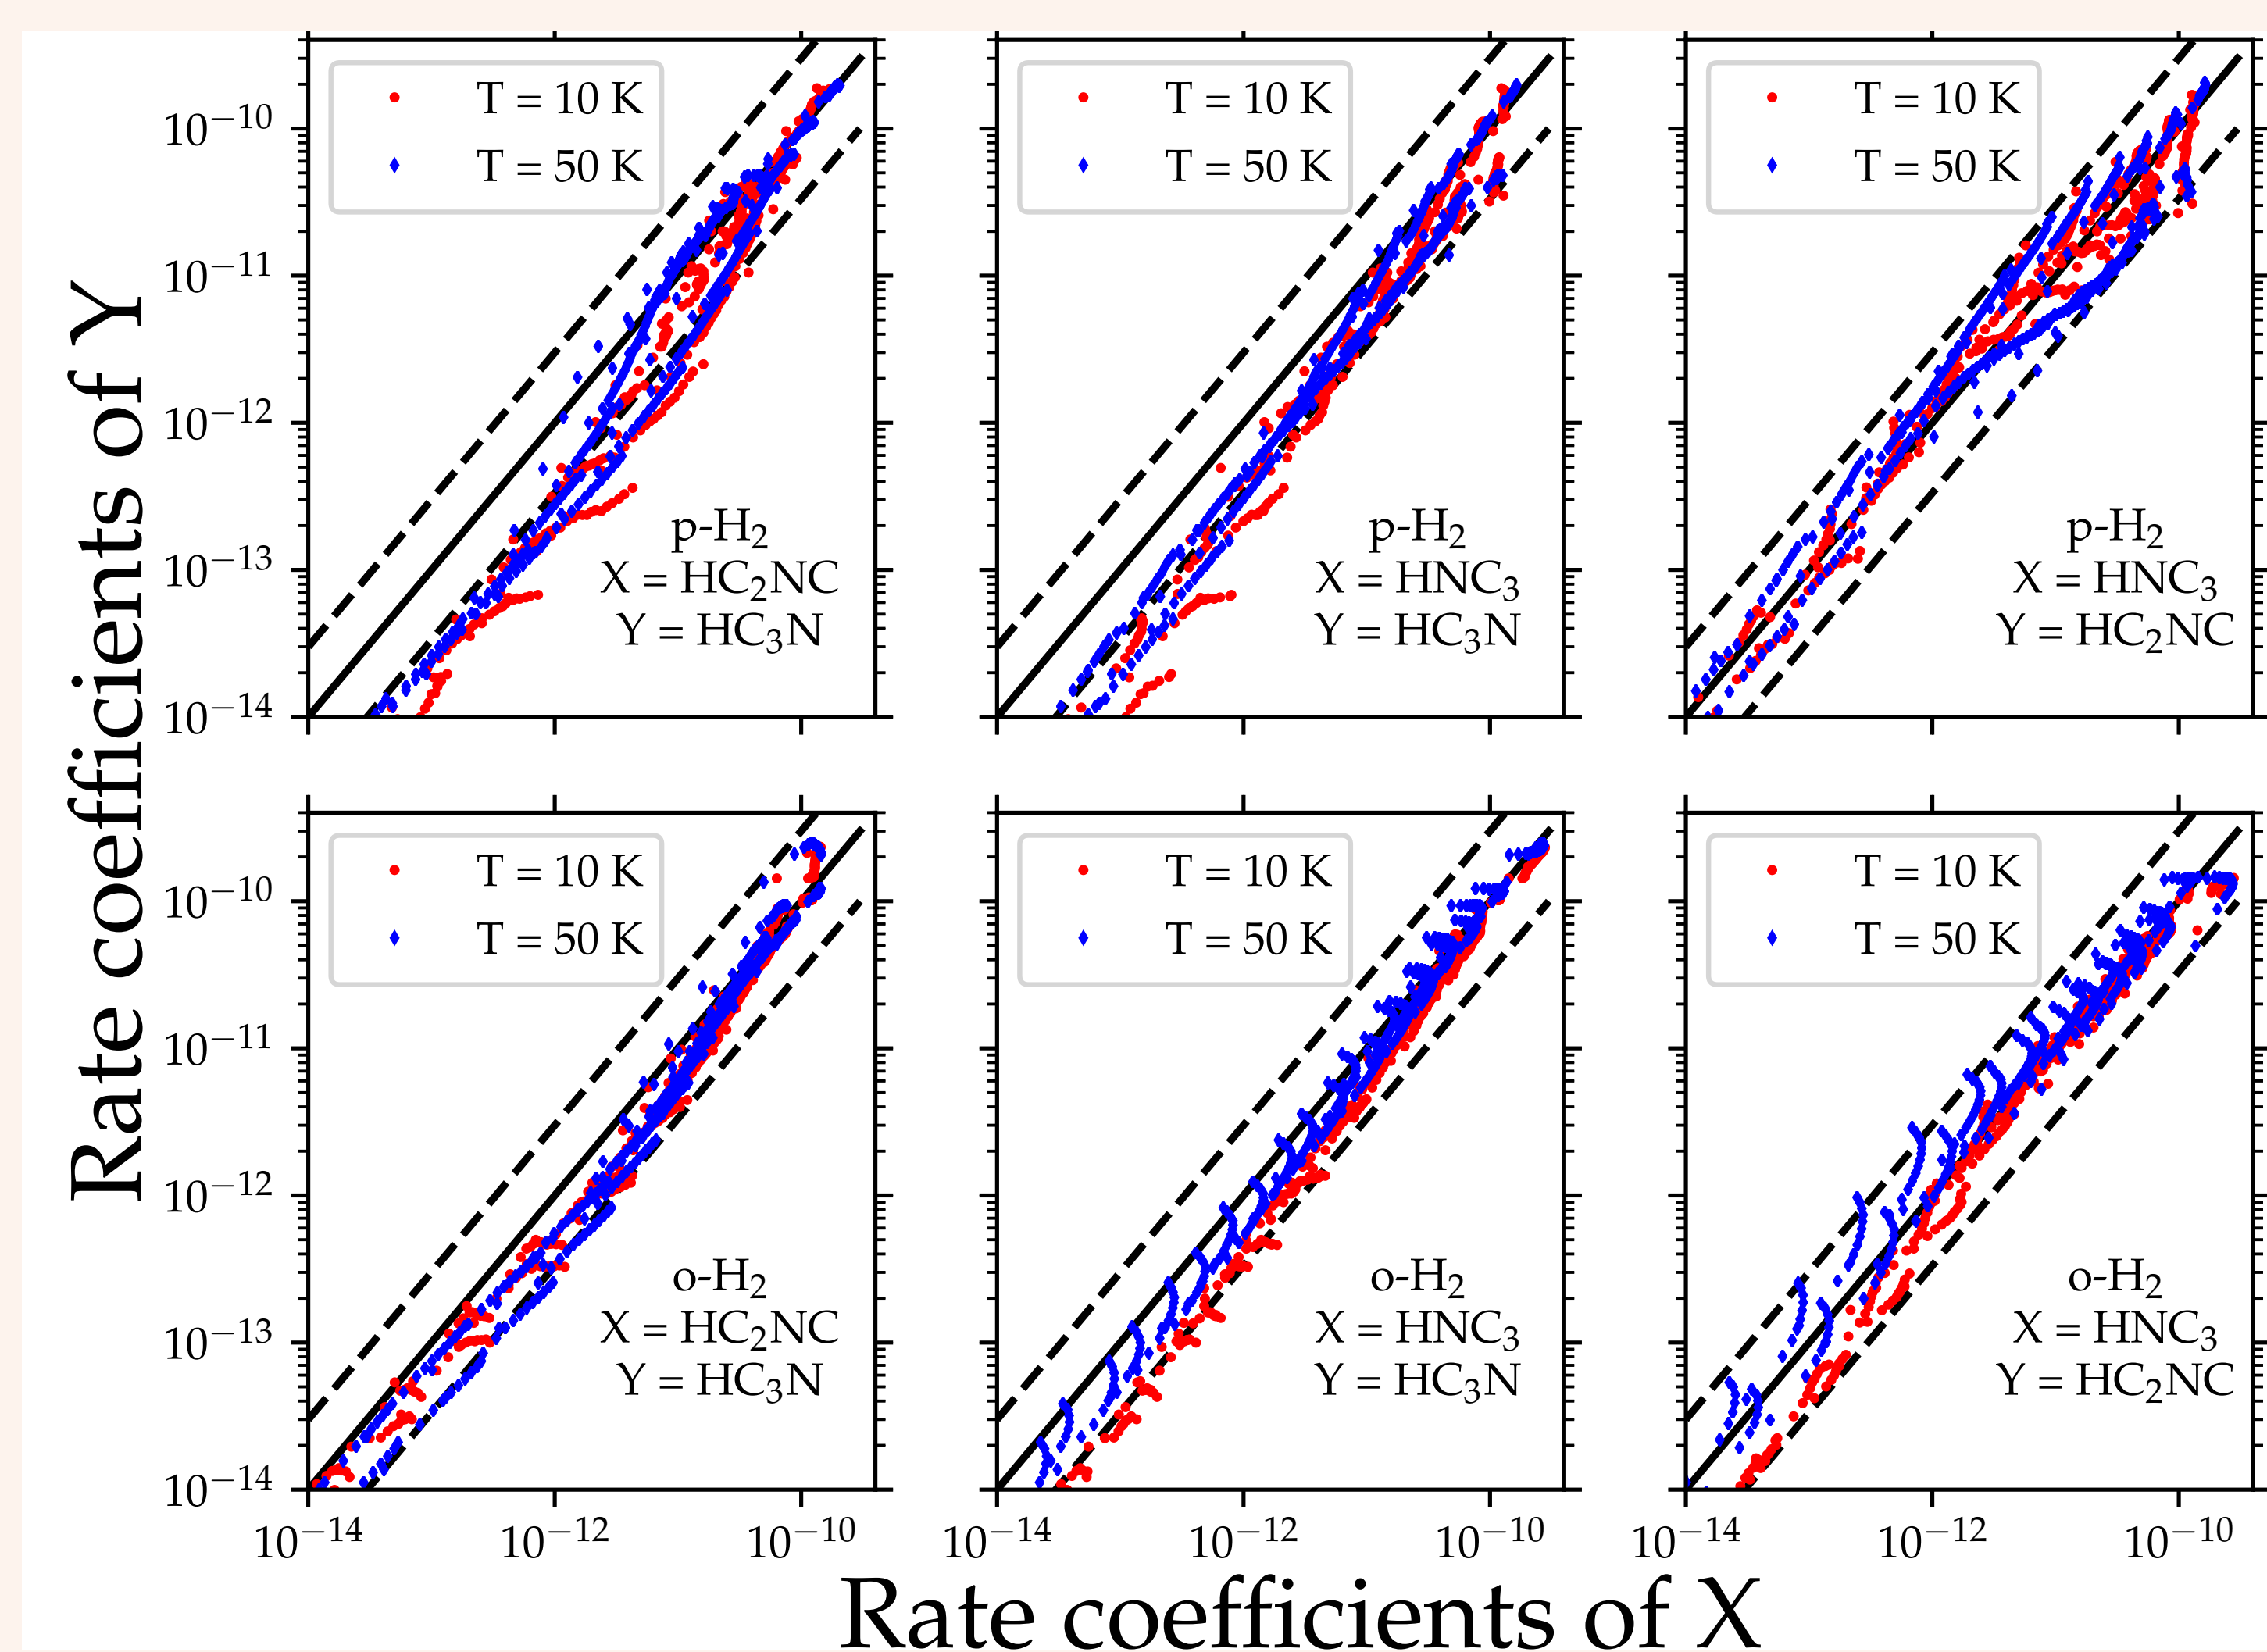 Rate coefficients of Y
T = 10 K
T = 50 K
p-H₂
X = HC₂NC
Y = HC₃N
10⁻¹⁰
10⁻¹¹
10⁻¹²
10⁻¹³
10⁻¹⁴
T = 10 K
T = 50 K
p-H₂
X = HNC₃
Y = HC₃N
T = 10 K
T = 50 K
p-H₂
X = HNC₃
Y = HC₂NC
T = 10 K
T = 50 K
o-H₂
X = HC₂NC
Y = HC₃N
10⁻¹⁰
10⁻¹¹
10⁻¹²
10⁻¹³
10⁻¹⁴
10⁻¹⁴ 10⁻¹² 10⁻¹⁰
T = 10 K
T = 50 K
o-H₂
X = HNC₃
Y = HC₃N
10⁻¹⁴ 10⁻¹² 10⁻¹⁰
T = 10 K
T = 50 K
o-H₂
X = HNC₃
Y = HC₂NC
10⁻¹⁴ 10⁻¹² 10⁻¹⁰
Rate coefficients of X